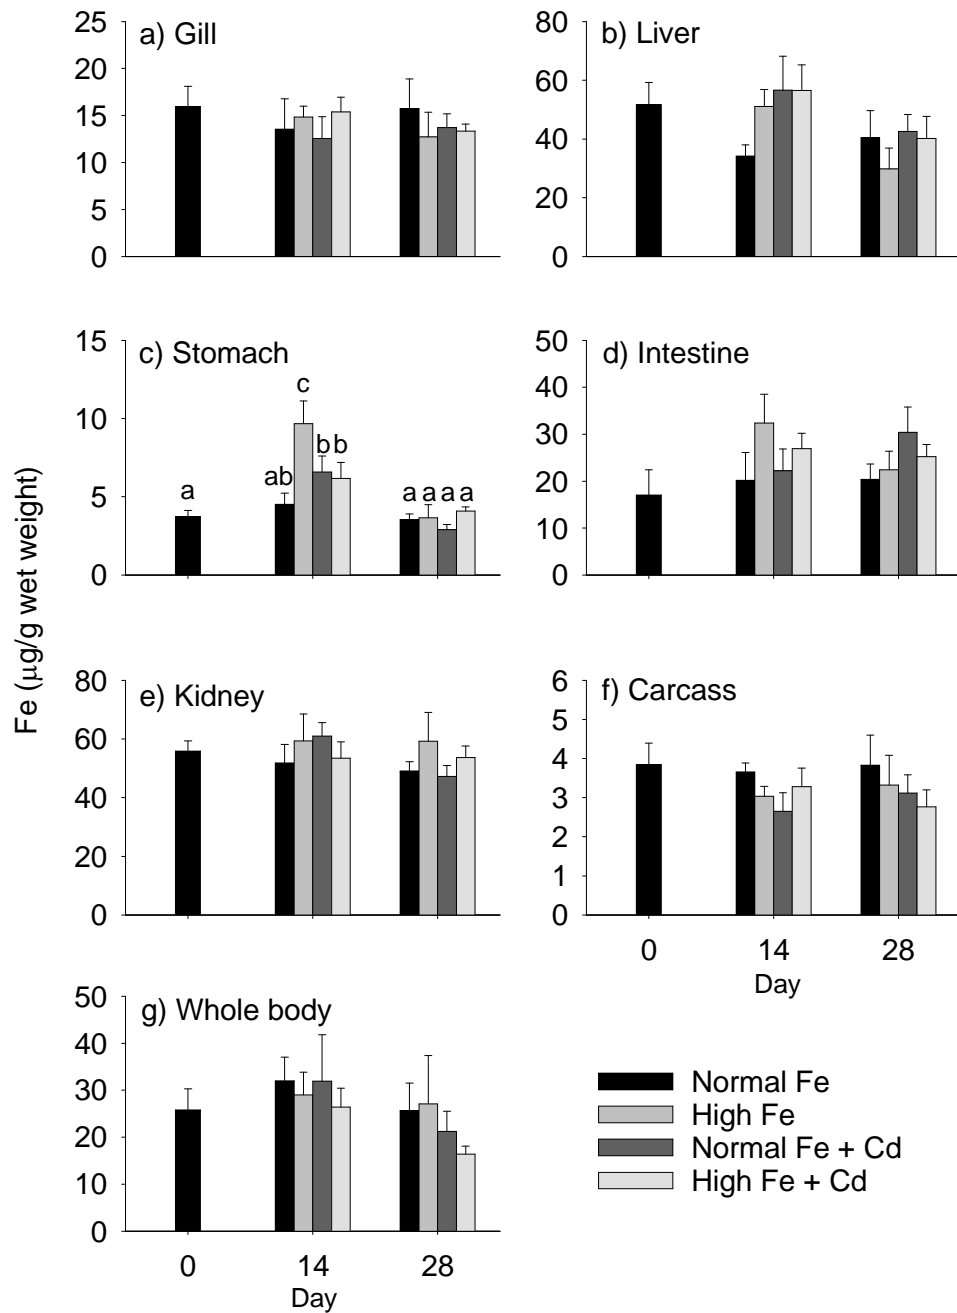 Fe (µg/g wet weight)
a) Gill
25
20
15
10
5
0
b) Liver
80
60
40
20
0
c) Stomach
15
10
5
0
a
ab
c
b
b
a
a
a
a
d) Intestine
50
40
30
20
10
0
e) Kidney
80
60
40
20
0
f) Carcass
6
5
4
3
2
1
0
0 14 28
Day
g) Whole body
50
40
30
20
10
0
0 14 28
Day
Normal Fe
High Fe
Normal Fe + Cd
High Fe + Cd